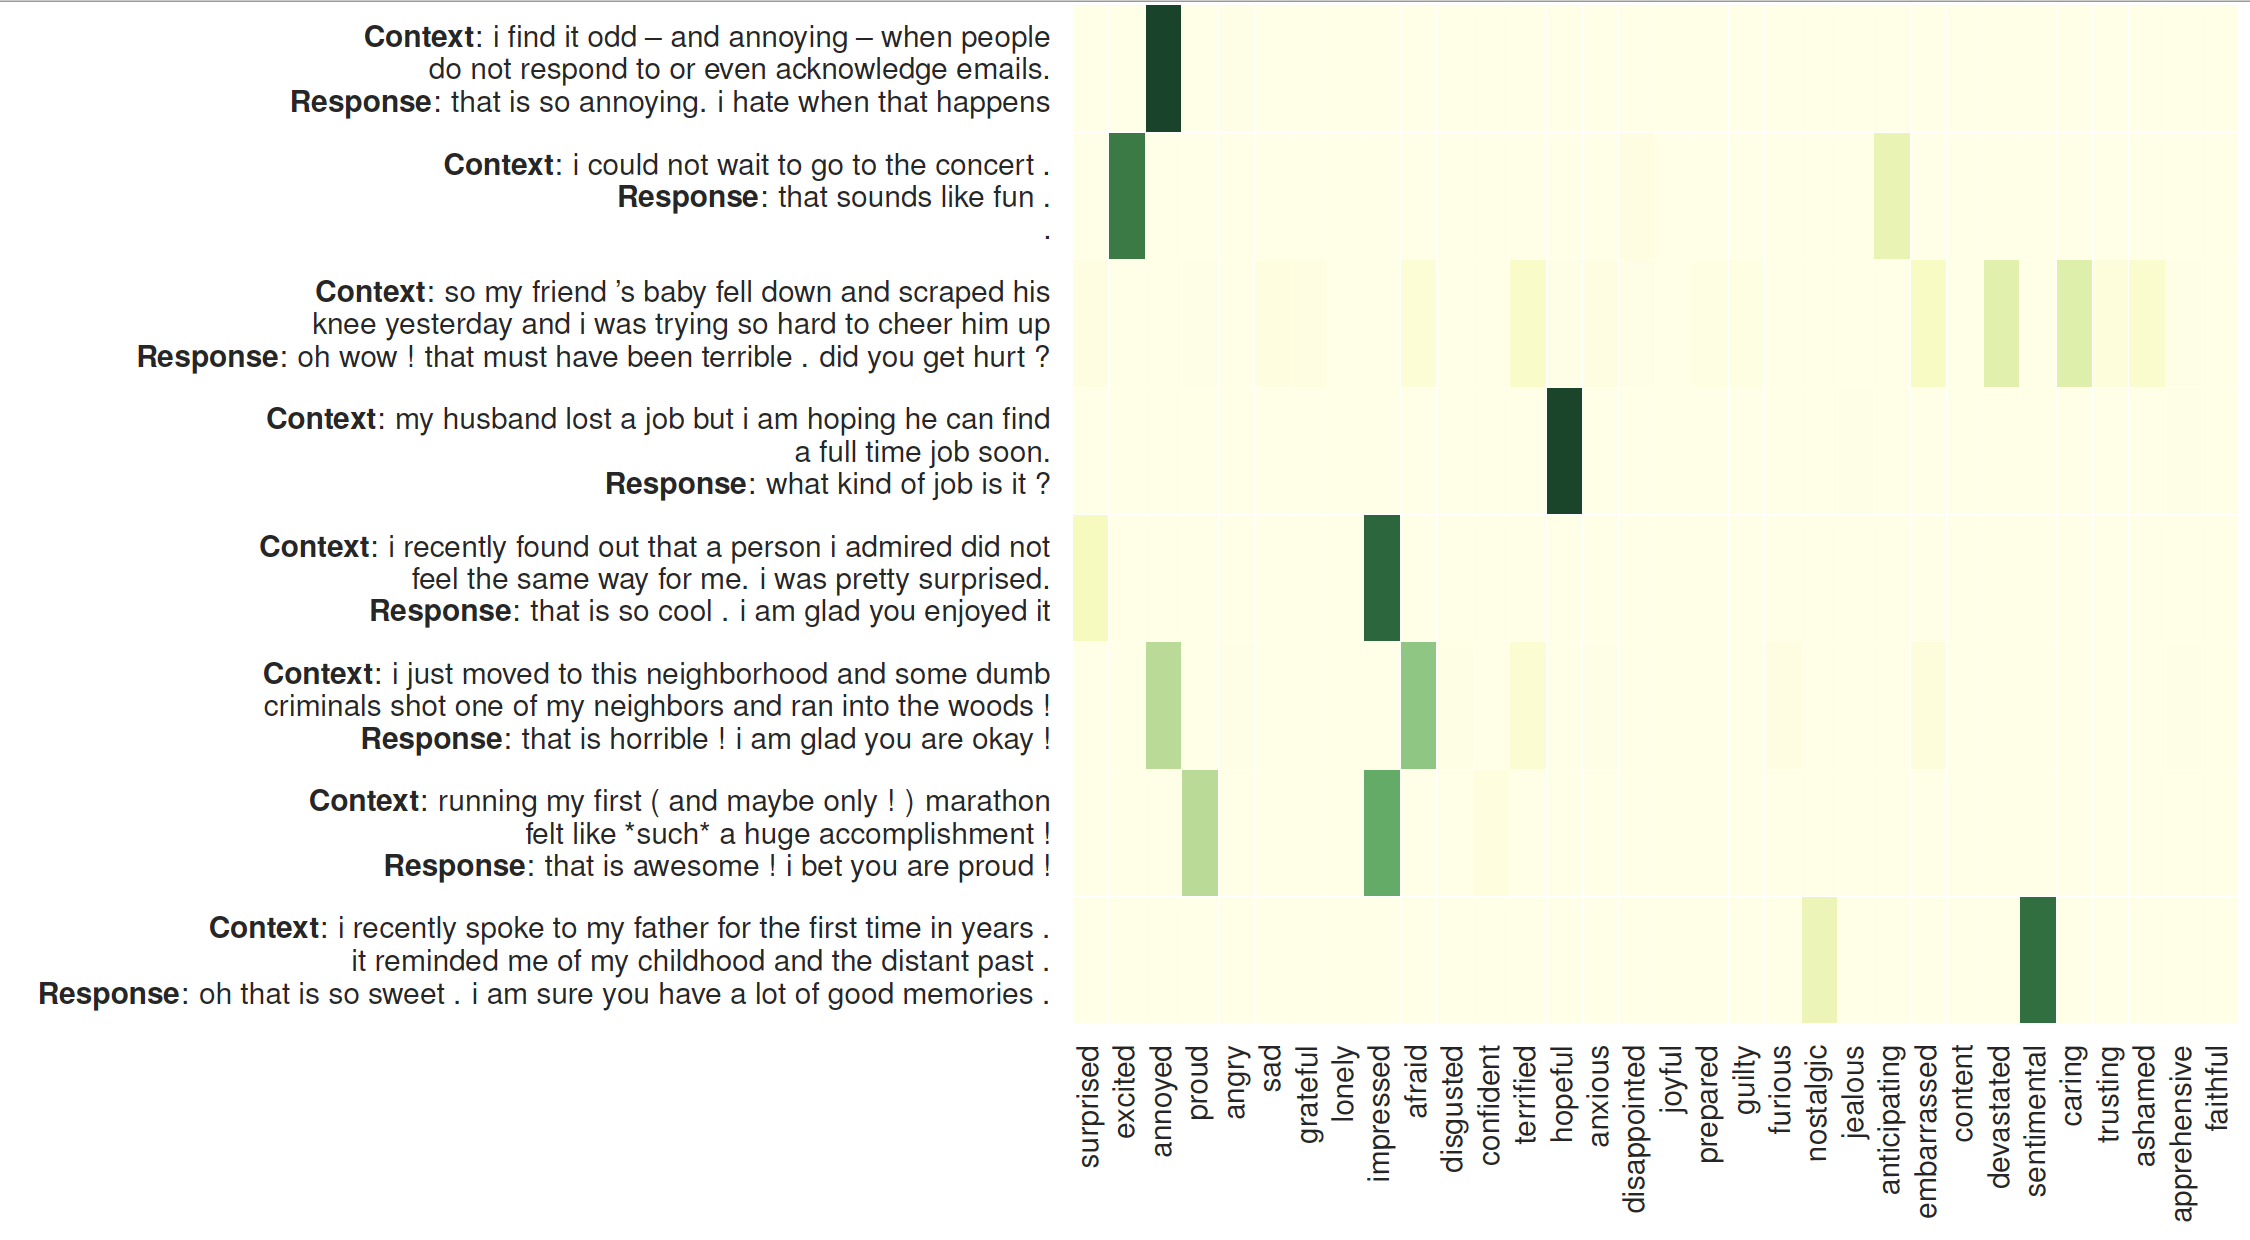 Context: i find it odd – and annoying – when people
do not respond to or even acknowledge emails.
Response: that is so annoying. i hate when that happens
Context: i could not wait to go to the concert .
Response: that sounds like fun .
.
Context: so my friend ’s baby fell down and scraped his
knee yesterday and i was trying so hard to cheer him up
Response: oh wow ! that must have been terrible . did you get hurt ?
Context: my husband lost a job but i am hoping he can find
a full time job soon.
Response: what kind of job is it ?
Context: i recently found out that a person i admired did not
feel the same way for me. i was pretty surprised.
Response: that is so cool . i am glad you enjoyed it
Context: i just moved to this neighborhood and some dumb
criminals shot one of my neighbors and ran into the woods !
Response: that is horrible ! i am glad you are okay !
Context: running my first ( and maybe only ! ) marathon
felt like *such* a huge accomplishment !
Response: that is awesome ! i bet you are proud !
Context: i recently spoke to my father for the first time in years .
it reminded me of my childhood and the distant past .
Response: oh that is so sweet . i am sure you have a lot of good memories .
surprised
excited
annoyed
proud
angry
sad
grateful
lonely
impressed
afraid
disgusted
confident
terrified
hopeful
anxious
disappointed
joyful
prepared
guilty
furious
nostalgic
jealous
anticipating
embarrassed
content
devastated
sentimental
caring
trusting
ashamed
apprehensive
faithful